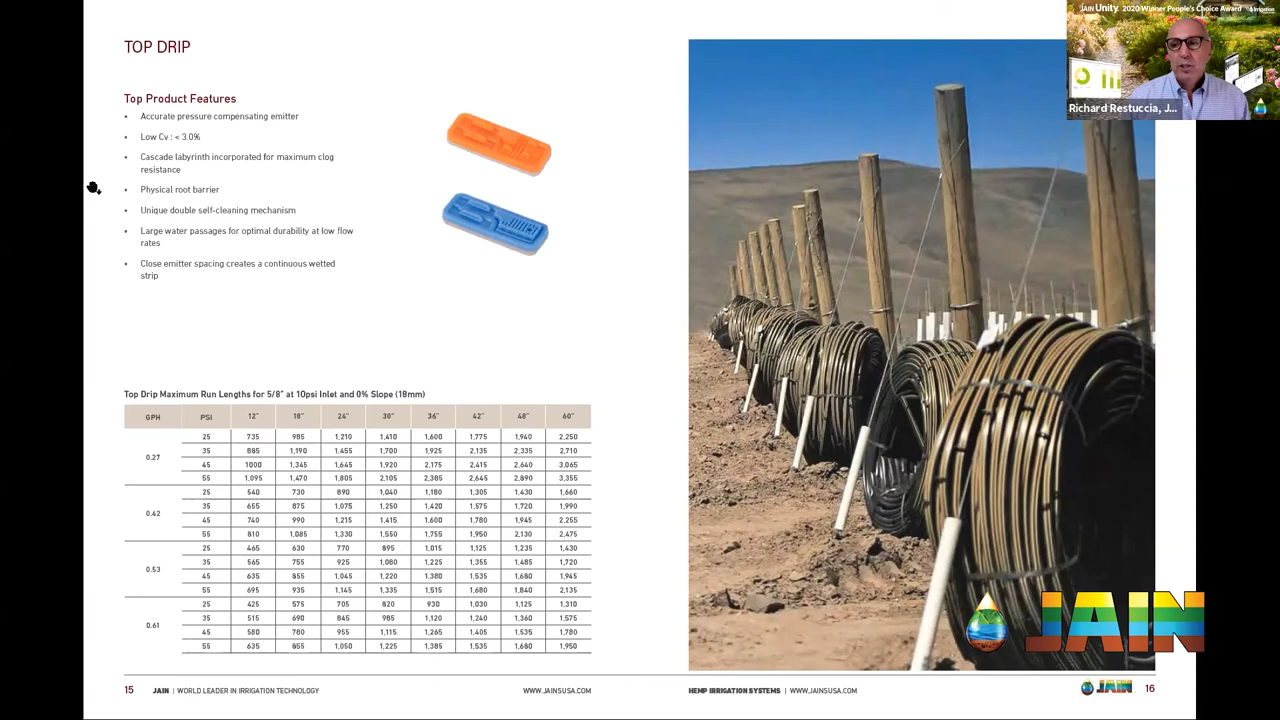 JAIN Unity. 2020 Winner People's Choice Award
Irrigation
Richard Restuccia, J...
TOP DRIP
Top Product Features
• Accurate pressure compensating emitter
• Low Cv : < 3.0%
• Cascade labyrinth incorporated for maximum clog
resistance
• Physical root barrier
• Unique double self-cleaning mechanism
• Large water passages for optimal durability at low flow
rates
• Close emitter spacing creates a continuous wetted
strip
Top Drip Maximum Run Lengths for 5/8" at 10psi Inlet and 0% Slope (18mm)
GPH PSI 12" 18" 24" 30" 36" 42" 48" 60"
0.27
25 735 985 1,210 1,410 1,600 1,775 1,940 2,250
35 885 1,190 1,455 1,700 1,925 2,135 2,335 2,710
45 1000 1,345 1,645 1,920 2,175 2,415 2,640 3,065
55 1,095 1,470 1,805 2,105 2,385 2,645 2,890 3,355
0.42
25 540 730 890 1,040 1,180 1,305 1,430 1,660
35 655 875 1,075 1,250 1,420 1,575 1,720 1,990
45 740 990 1,215 1,415 1,600 1,780 1,945 2,255
55 810 1,085 1,330 1,550 1,755 1,950 2,130 2,475
0.53
25 465 630 770 895 1,015 1,125 1,235 1,430
35 565 755 925 1,080 1,225 1,355 1,485 1,720
45 635 855 1,045 1,220 1,380 1,535 1,680 1,945
55 695 935 1,145 1,335 1,515 1,680 1,840 2,135
0.61
25 425 575 705 820 930 1,030 1,125 1,310
35 515 690 845 985 1,120 1,240 1,360 1,575
45 580 780 955 1,115 1,265 1,405 1,535 1,780
55 635 855 1,050 1,225 1,385 1,535 1,680 1,950
JAIN
15 JAIN | WORLD LEADER IN IRRIGATION TECHNOLOGY WWW.JAINSUSA.COM
HEMP IRRIGATION SYSTEMS | WWW.JAINSUSA.COM JAIN 16